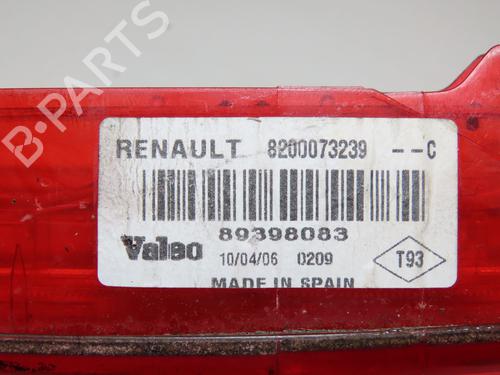 B-PARTS
RENAULT 8200073239 --C
89398083
Valeo 10/04/06 0209 T93
MADE IN SPAIN